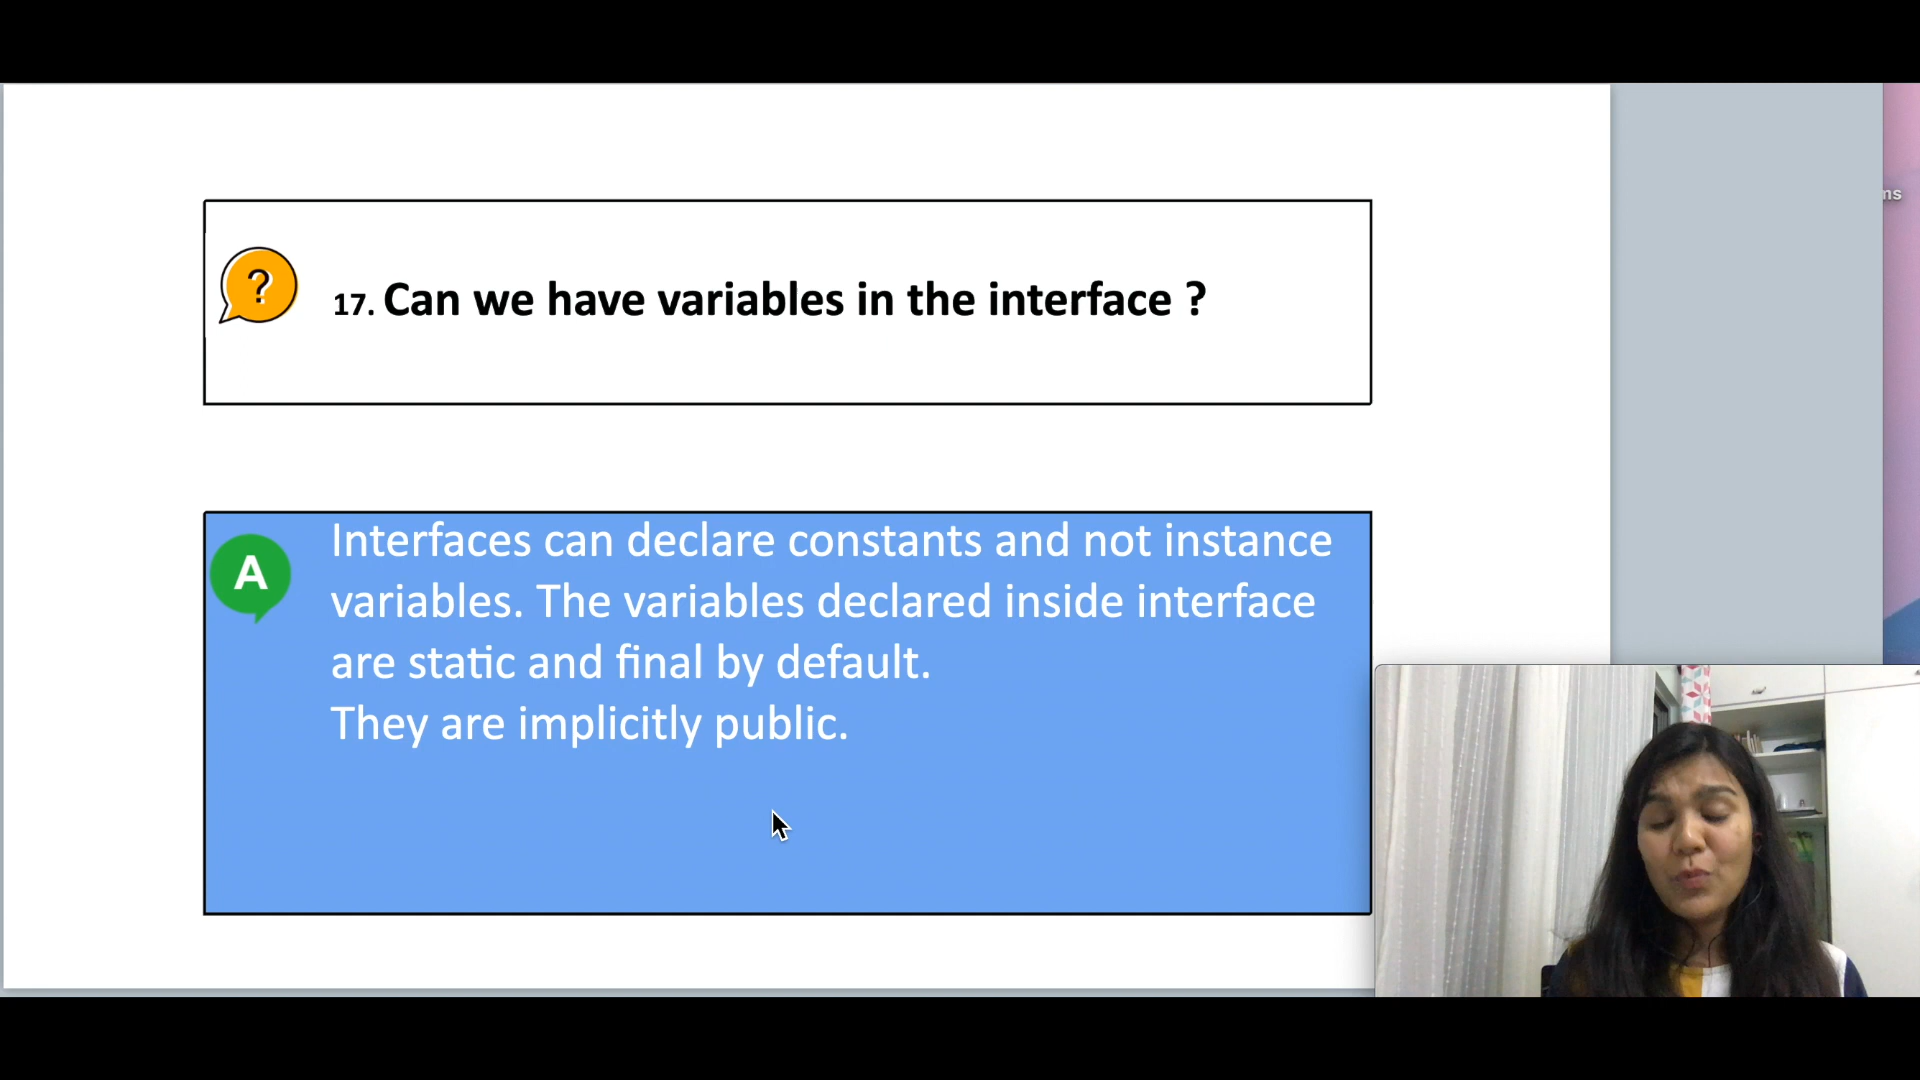 ms
?
17. Can we have variables in the interface ?
A
Interfaces can declare constants and not instance
variables. The variables declared inside interface
are static and final by default.
They are implicitly public.